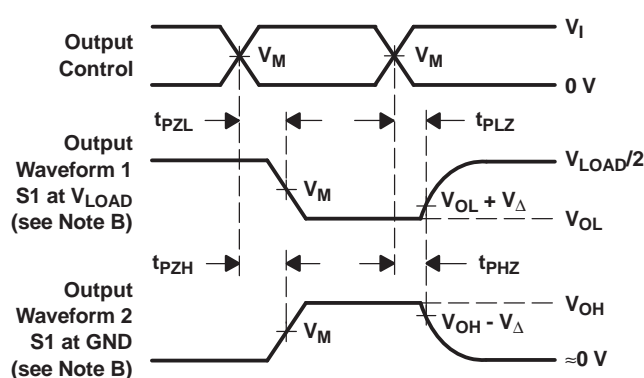 Output
Control
V_I
V_M
V_M
0 V
t_PZL
t_PLZ
Output
Waveform 1
S1 at V_LOAD
(see Note B)
V_LOAD/2
V_M
V_OL + V_Δ
V_OL
t_PZH
t_PHZ
Output
Waveform 2
S1 at GND
(see Note B)
V_OH
V_M
V_OH - V_Δ
≈0 V